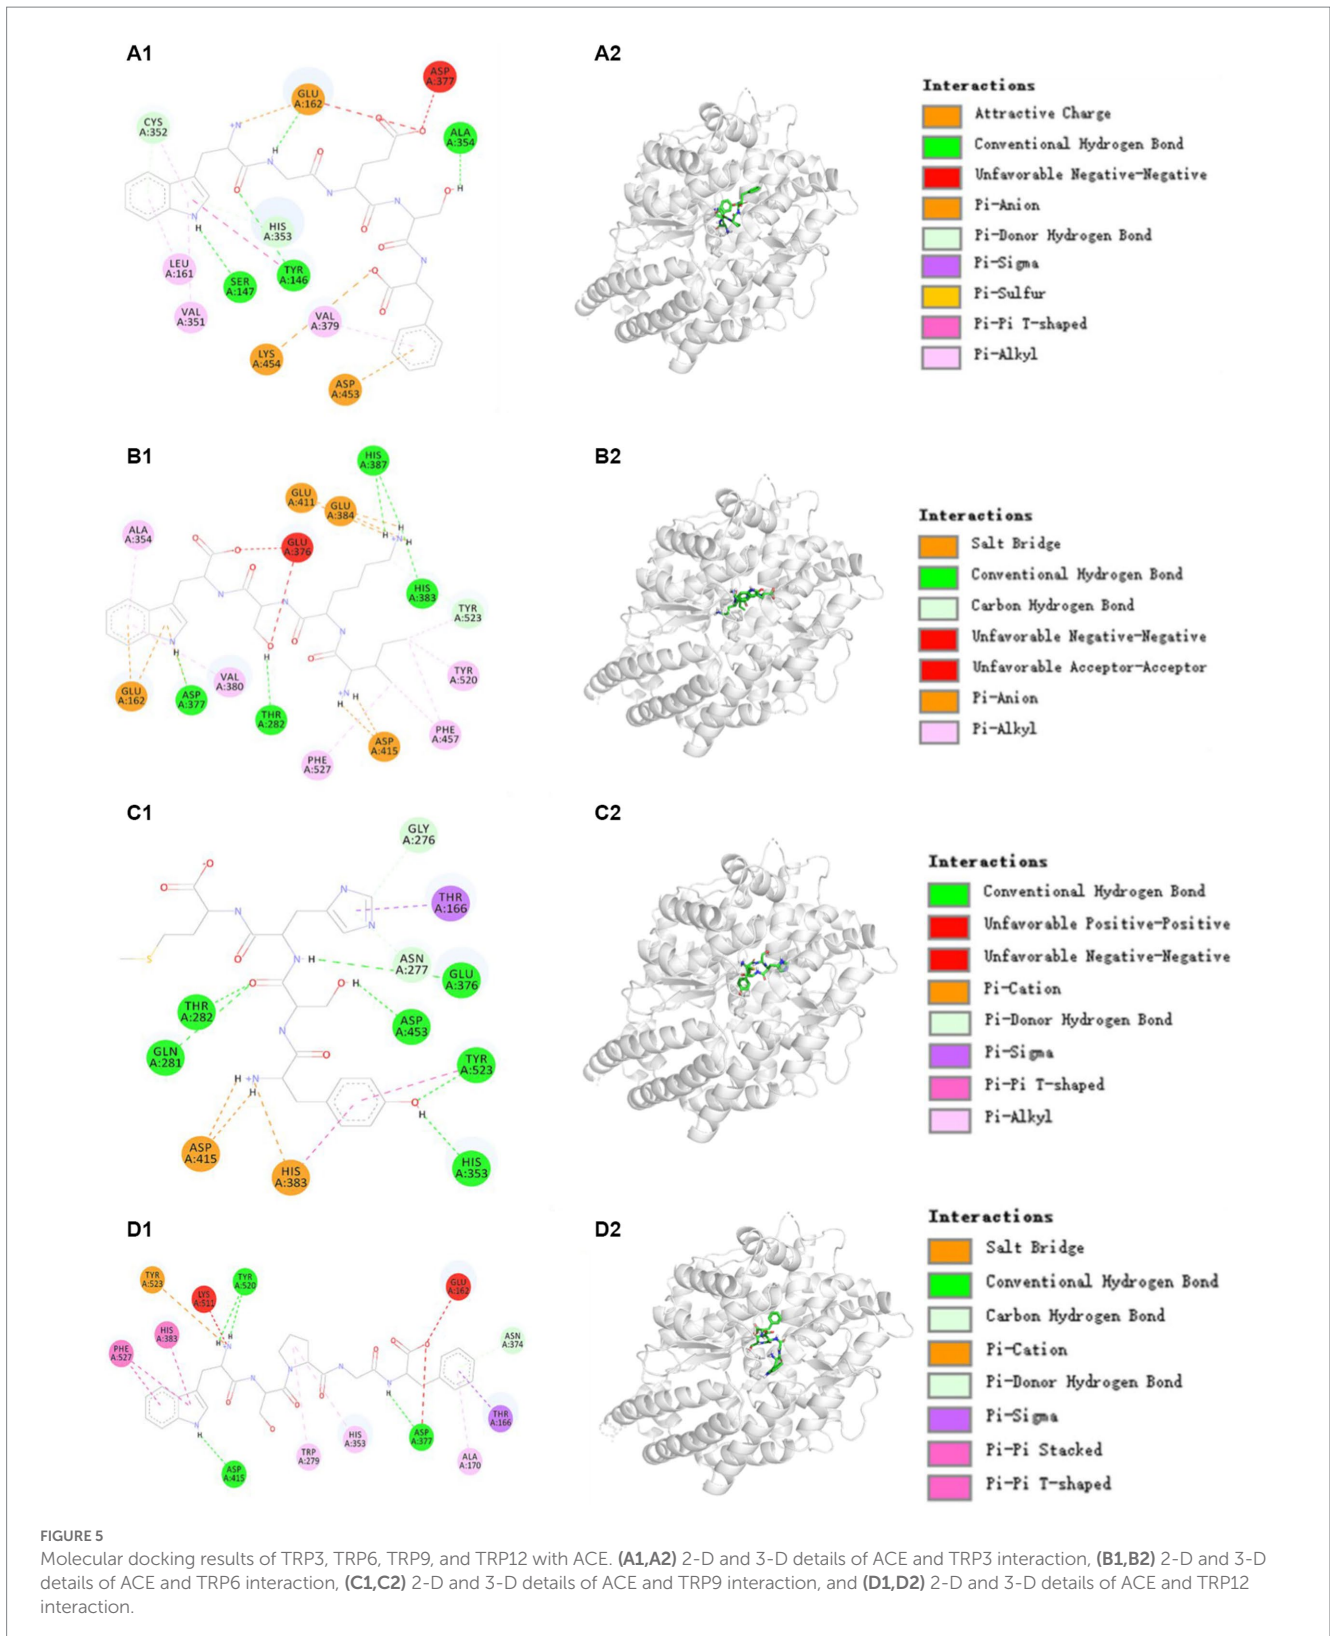 A1
ASP
A:377
GLU
A:162
CYS
A:352
ALA
A:354
N
H
O
HIS
A:353
LEU
A:161
SER
A:147
TYR
A:146
VAL
A:351
VAL
A:379
LYS
A:454
ASP
A:453
A2
Interactions
Attractive Charge
Conventional Hydrogen Bond
Unfavorable Negative-Negative
Pi-Anion
Pi-Donor Hydrogen Bond
Pi-Sigma
Pi-Sulfur
Pi-Pi T-shaped
Pi-Alkyl
B1
HIS
A:387
GLU
A:411
GLU
A:384
ALA
A:354
GLU
A:376
HIS
A:383
TYR
A:523
TYR
A:520
VAL
A:380
GLU
A:162
ASP
A:377
THR
A:282
PHE
A:457
ASP
A:415
PHE
A:527
B2
Interactions
Salt Bridge
Conventional Hydrogen Bond
Carbon Hydrogen Bond
Unfavorable Negative-Negative
Unfavorable Acceptor-Acceptor
Pi-Anion
Pi-Alkyl
C1
GLY
A:276
THR
A:166
ASN
A:277
GLU
A:376
S
THR
A:282
ASP
A:453
GLN
A:281
TYR
A:523
ASP
A:415
HIS
A:383
HIS
A:353
C2
Interactions
Conventional Hydrogen Bond
Unfavorable Positive-Positive
Unfavorable Negative-Negative
Pi-Cation
Pi-Donor Hydrogen Bond
Pi-Sigma
Pi-Pi T-shaped
Pi-Alkyl
D1
TYR
A:523
LYS
A:511
TYR
A:520
GLU
A:162
HIS
A:383
ASN
A:374
PHE
A:527
THR
A:166
HIS
A:353
ASP
A:377
TRP
A:279
ALA
A:170
ASP
A:415
D2
Interactions
Salt Bridge
Conventional Hydrogen Bond
Carbon Hydrogen Bond
Pi-Cation
Pi-Donor Hydrogen Bond
Pi-Sigma
Pi-Pi Stacked
Pi-Pi T-shaped
FIGURE 5
Molecular docking results of TRP3, TRP6, TRP9, and TRP12 with ACE. (A1,A2) 2-D and 3-D details of ACE and TRP3 interaction, (B1,B2) 2-D and 3-D
details of ACE and TRP6 interaction, (C1,C2) 2-D and 3-D details of ACE and TRP9 interaction, and (D1,D2) 2-D and 3-D details of ACE and TRP12
interaction.